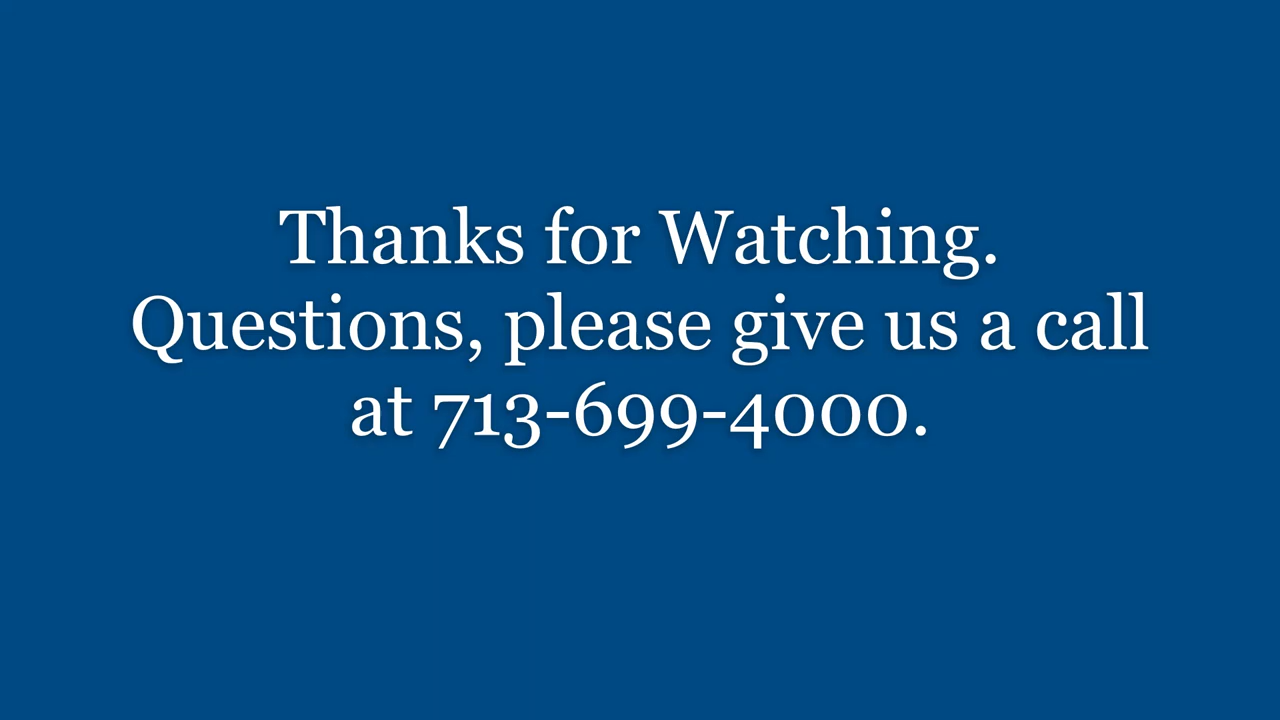 Thanks for Watching.
Questions, please give us a call
at 713-699-4000.